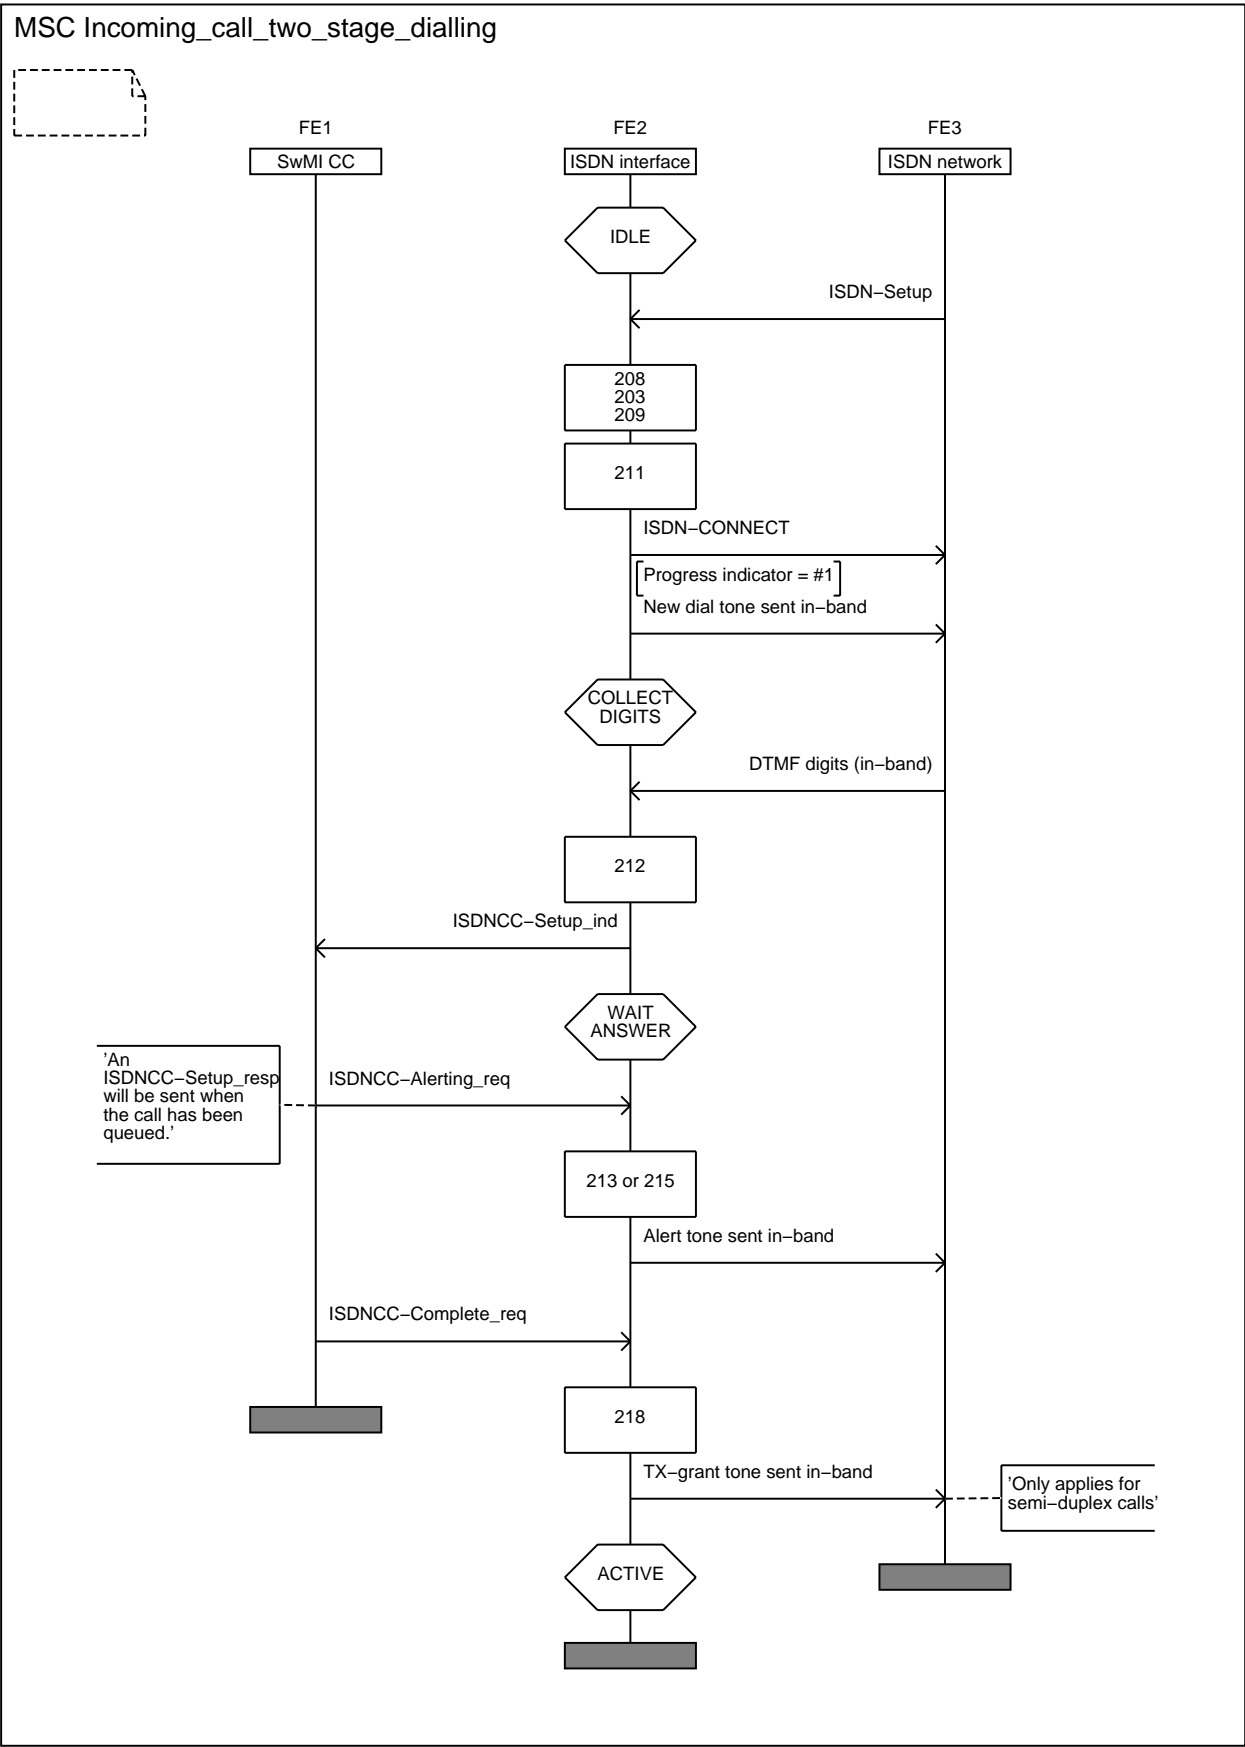 MSC Incoming_call_two_stage_dialling
FE1
FE2
FE3
SwMI CC
ISDN interface
ISDN network
IDLE
ISDN−Setup
208
203
209
211
ISDN−CONNECT
Progress indicator = #1
New dial tone sent in−band
COLLECT
DIGITS
DTMF digits (in−band)
212
ISDNCC−Setup_ind
WAIT
ANSWER
'An
ISDNCC−Setup_resp
will be sent when
the call has been
queued.'
ISDNCC−Alerting_req
213 or 215
Alert tone sent in−band
ISDNCC−Complete_req
218
TX−grant tone sent in−band
'Only applies for
semi−duplex calls'
ACTIVE